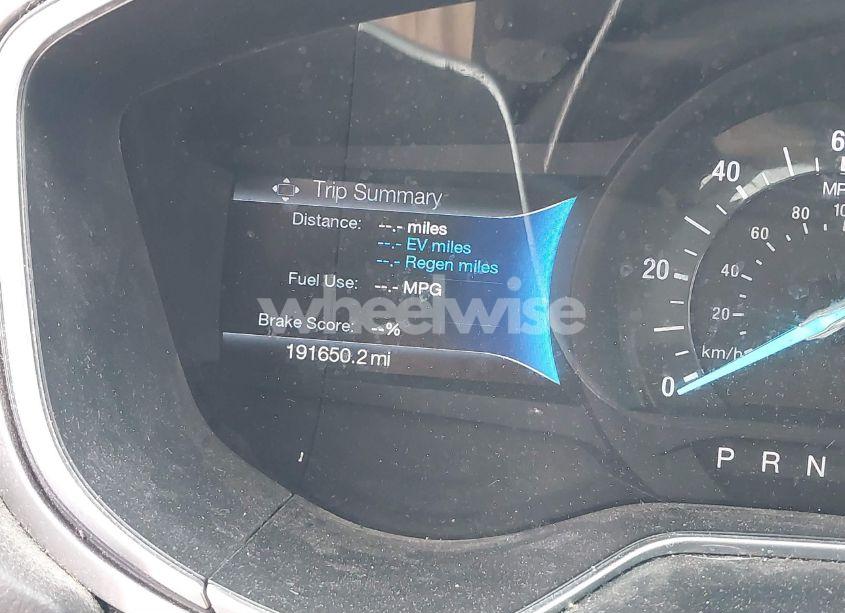 Trip Summary
Distance: --.- miles
--.- EV miles
--.- Regen miles
Fuel Use: --.- MPG
wheelwise
Brake Score: --%
191650.2 mi
60
40
20
0
MP
100
80
60
40
20
km/h
P R N